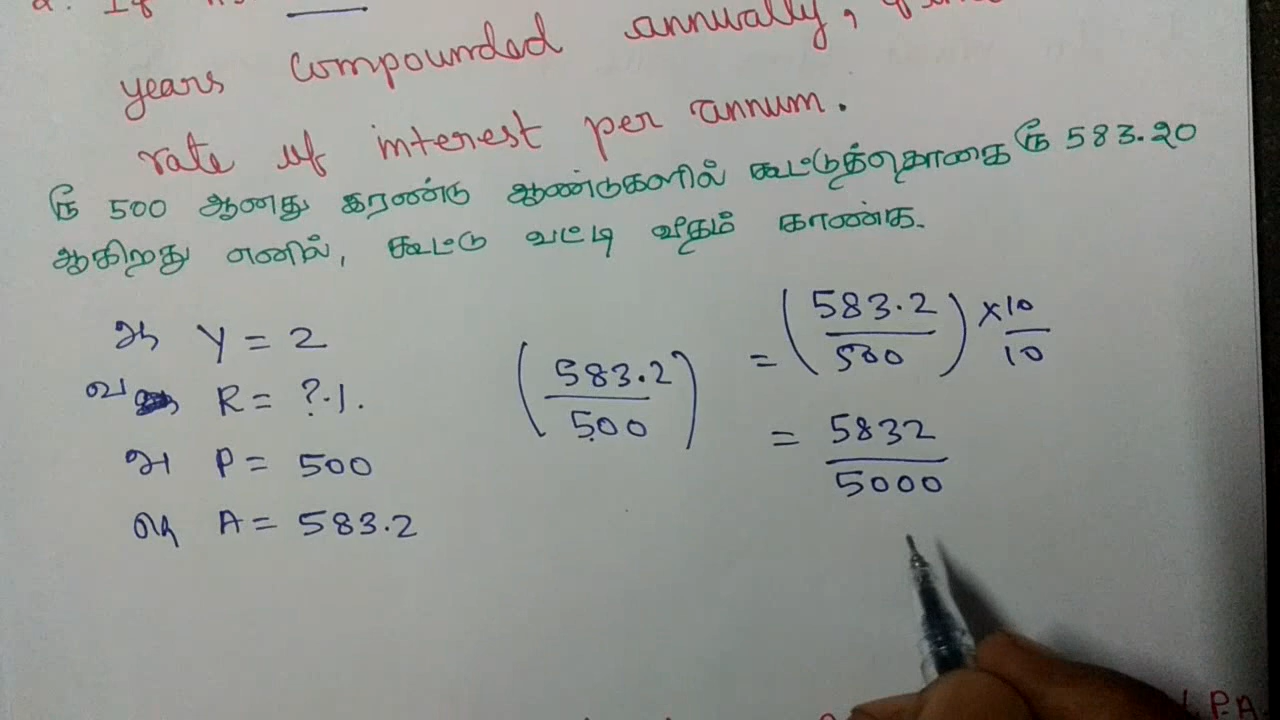 years compounded annually,
rate of interest per annum.
ரூ 500 ஆனது இரண்டு ஆண்டுகளில் கூட்டுத்தொகை ரூ 583.20
ஆகிறது எனில், கூட்டு வட்டி வீதம் காண்க.
Y = 2
R = ?.1.
P = 500
A = 583.2
(583.2/500) = (583.2/500) × 10/10
= 5832/5000
P.A